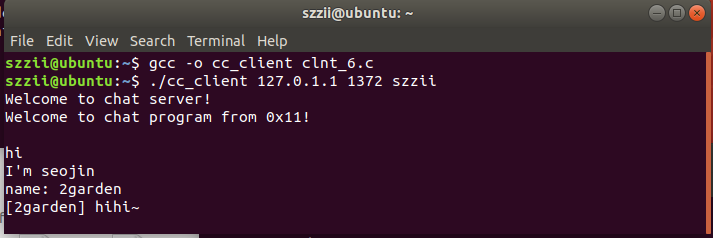 szzii@ubuntu: ~
File Edit View Search Terminal Help
szzii@ubuntu:~$ gcc -o cc_client clnt_6.c
szzii@ubuntu:~$ ./cc_client 127.0.1.1 1372 szzii
Welcome to chat server!
Welcome to chat program from 0x11!
hi
I'm seojin
name: 2garden
[2garden] hihi~